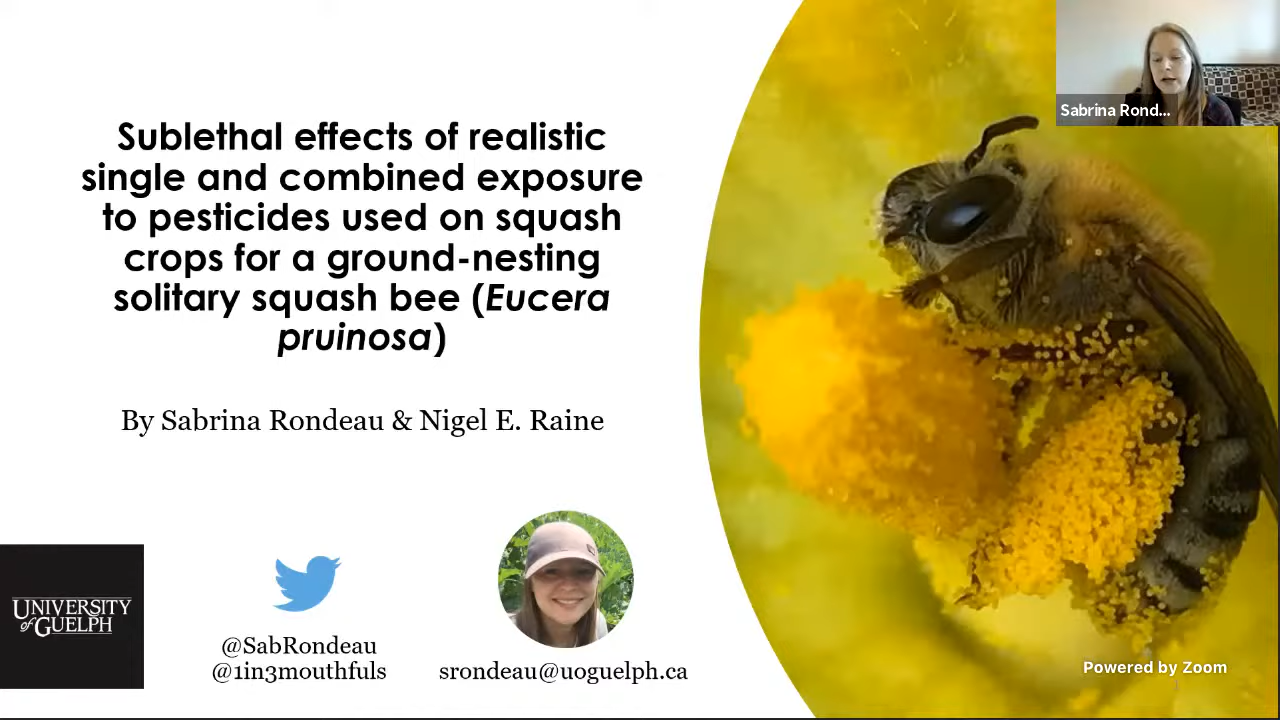 Sublethal effects of realistic
single and combined exposure
to pesticides used on squash
crops for a ground-nesting
solitary squash bee (Eucera
pruinosa)
By Sabrina Rondeau & Nigel E. Raine
UNIVERSITY
of GUELPH
@SabRondeau
@1in3mouthfuls
srondeau@uoguelph.ca
Sabrina Rond...
Powered by Zoom